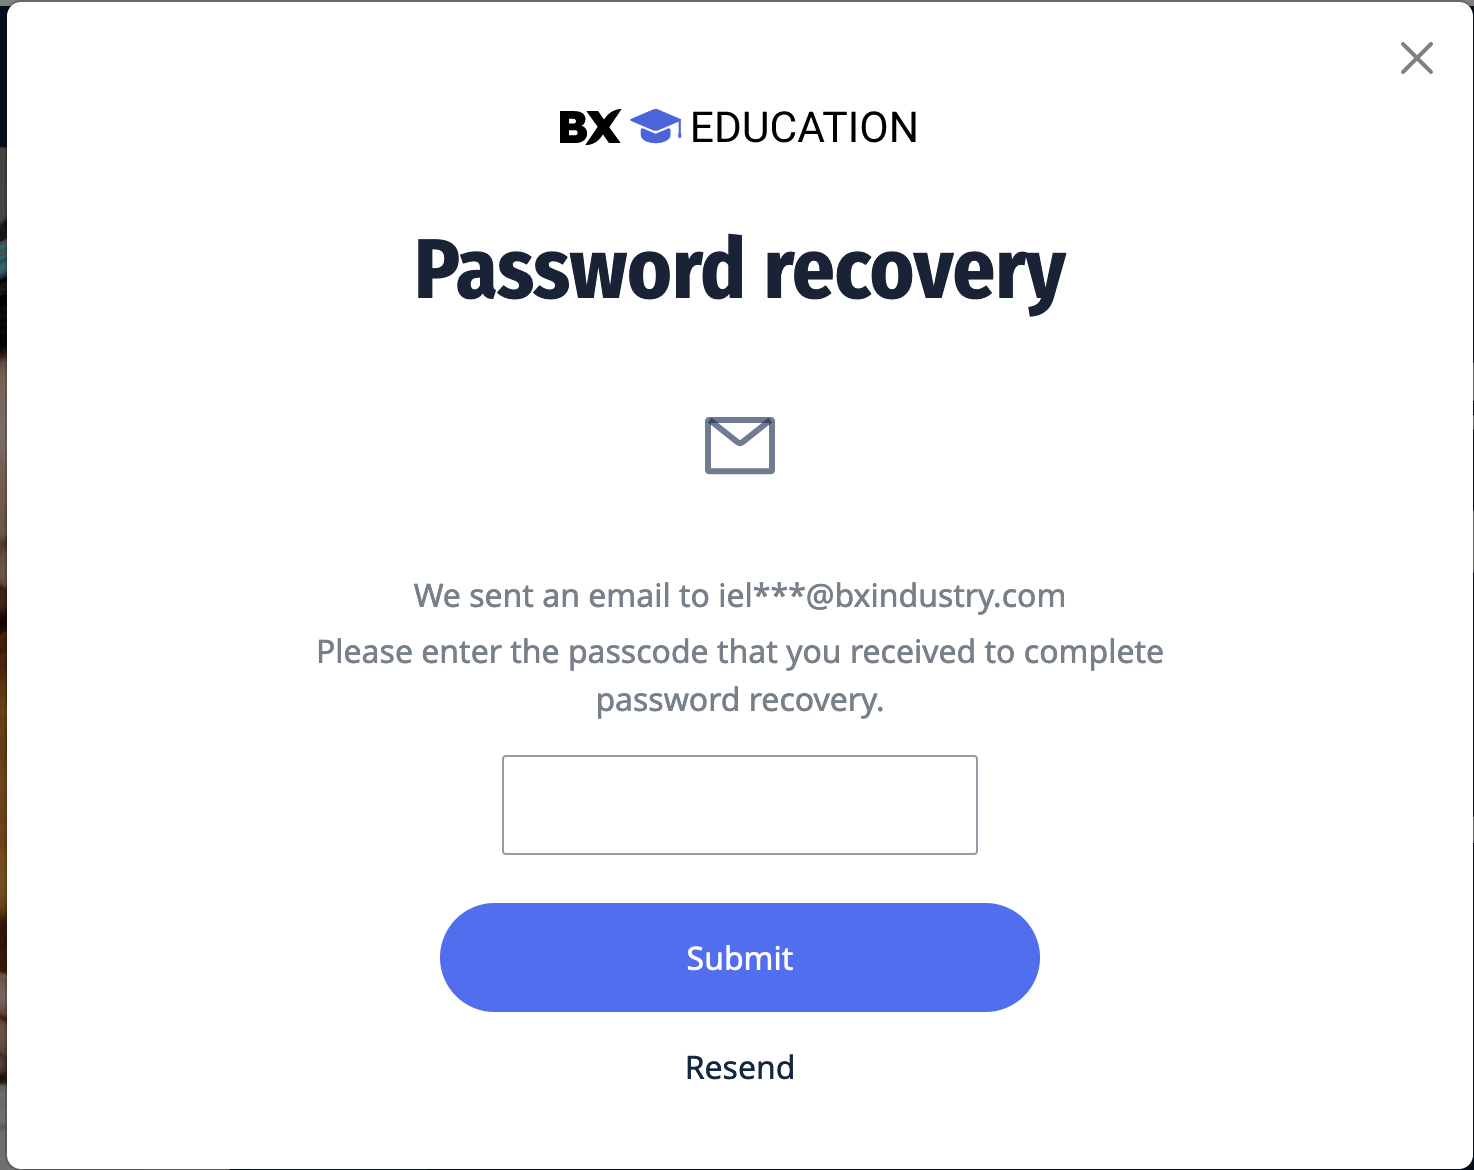 BX EDUCATION
Password recovery
We sent an email to iel***@bxindustry.com
Please enter the passcode that you received to complete
password recovery.
Submit
Resend